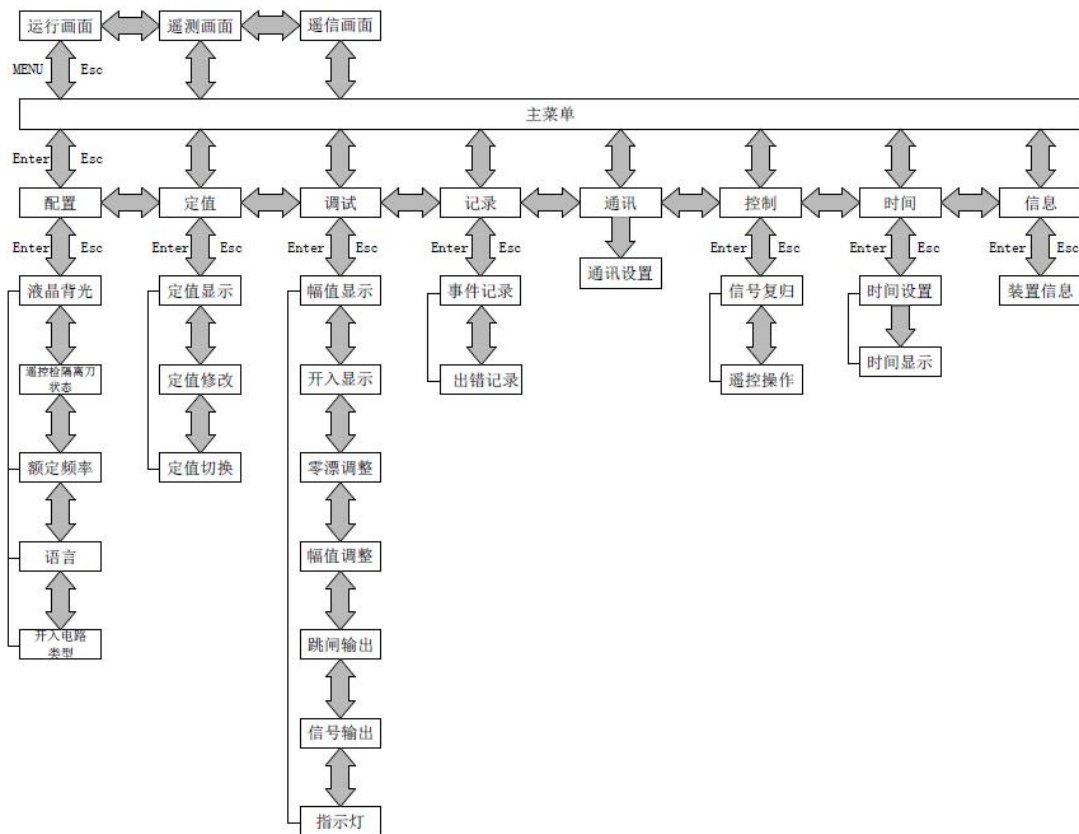 运行画面
遥测画面
遥信画面
MENU
Esc
主菜单
Enter
Esc
配置
定值
调试
记录
通讯
控制
时间
信息
Enter
Esc
Enter
Esc
Enter
Esc
Enter
Esc
Enter
Esc
Enter
Esc
Enter
Esc
液晶背光
定值显示
幅值显示
事件记录
通讯设置
信号复归
时间设置
装置信息
遥控检隔离刀
状态
定值修改
开入显示
出错记录
遥控操作
时间显示
额定频率
定值切换
零漂调整
语言
幅值调整
开入电路
类型
跳闸输出
信号输出
指示灯